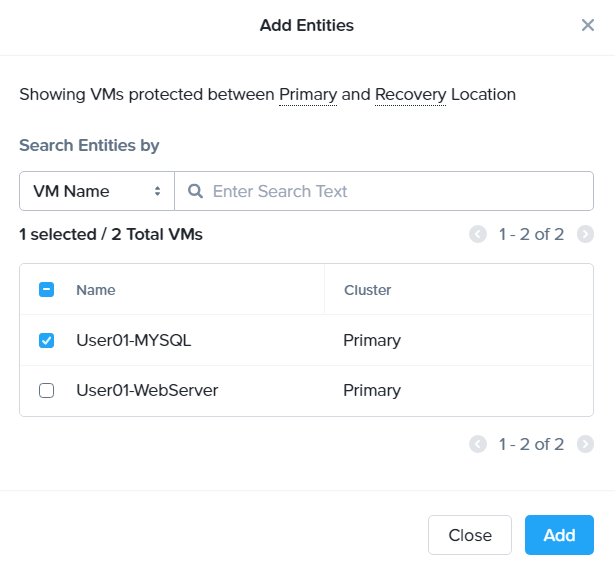 Add Entities
Showing VMs protected between Primary and Recovery Location
Search Entities by
VM Name Enter Search Text
1 selected / 2 Total VMs 1 - 2 of 2
Name Cluster
User01-MYSQL Primary
User01-WebServer Primary
1 - 2 of 2
Close Add